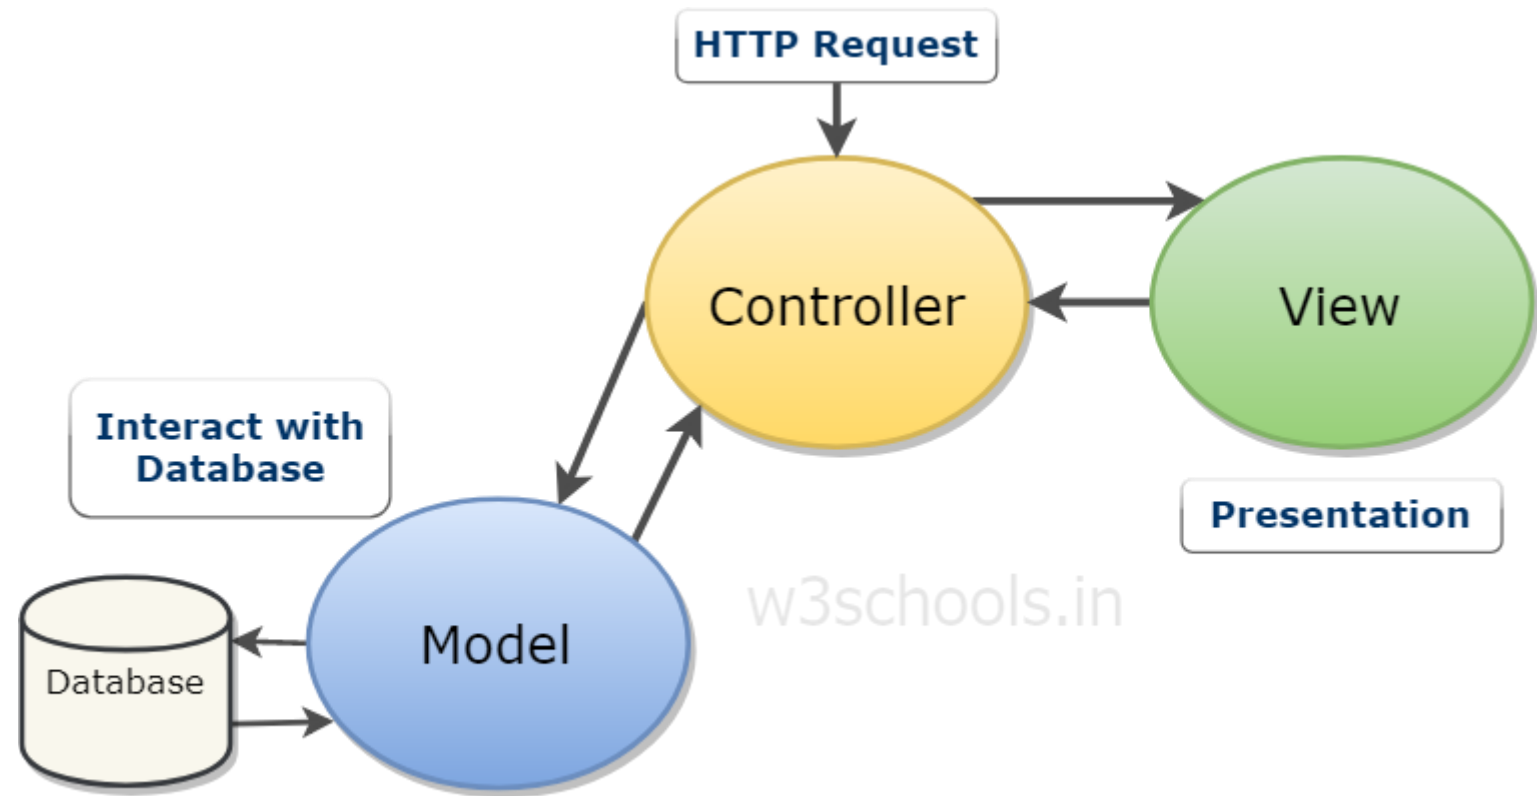 HTTP Request
Controller
View
Interact with
Database
Presentation
w3schools.in
Model
Database